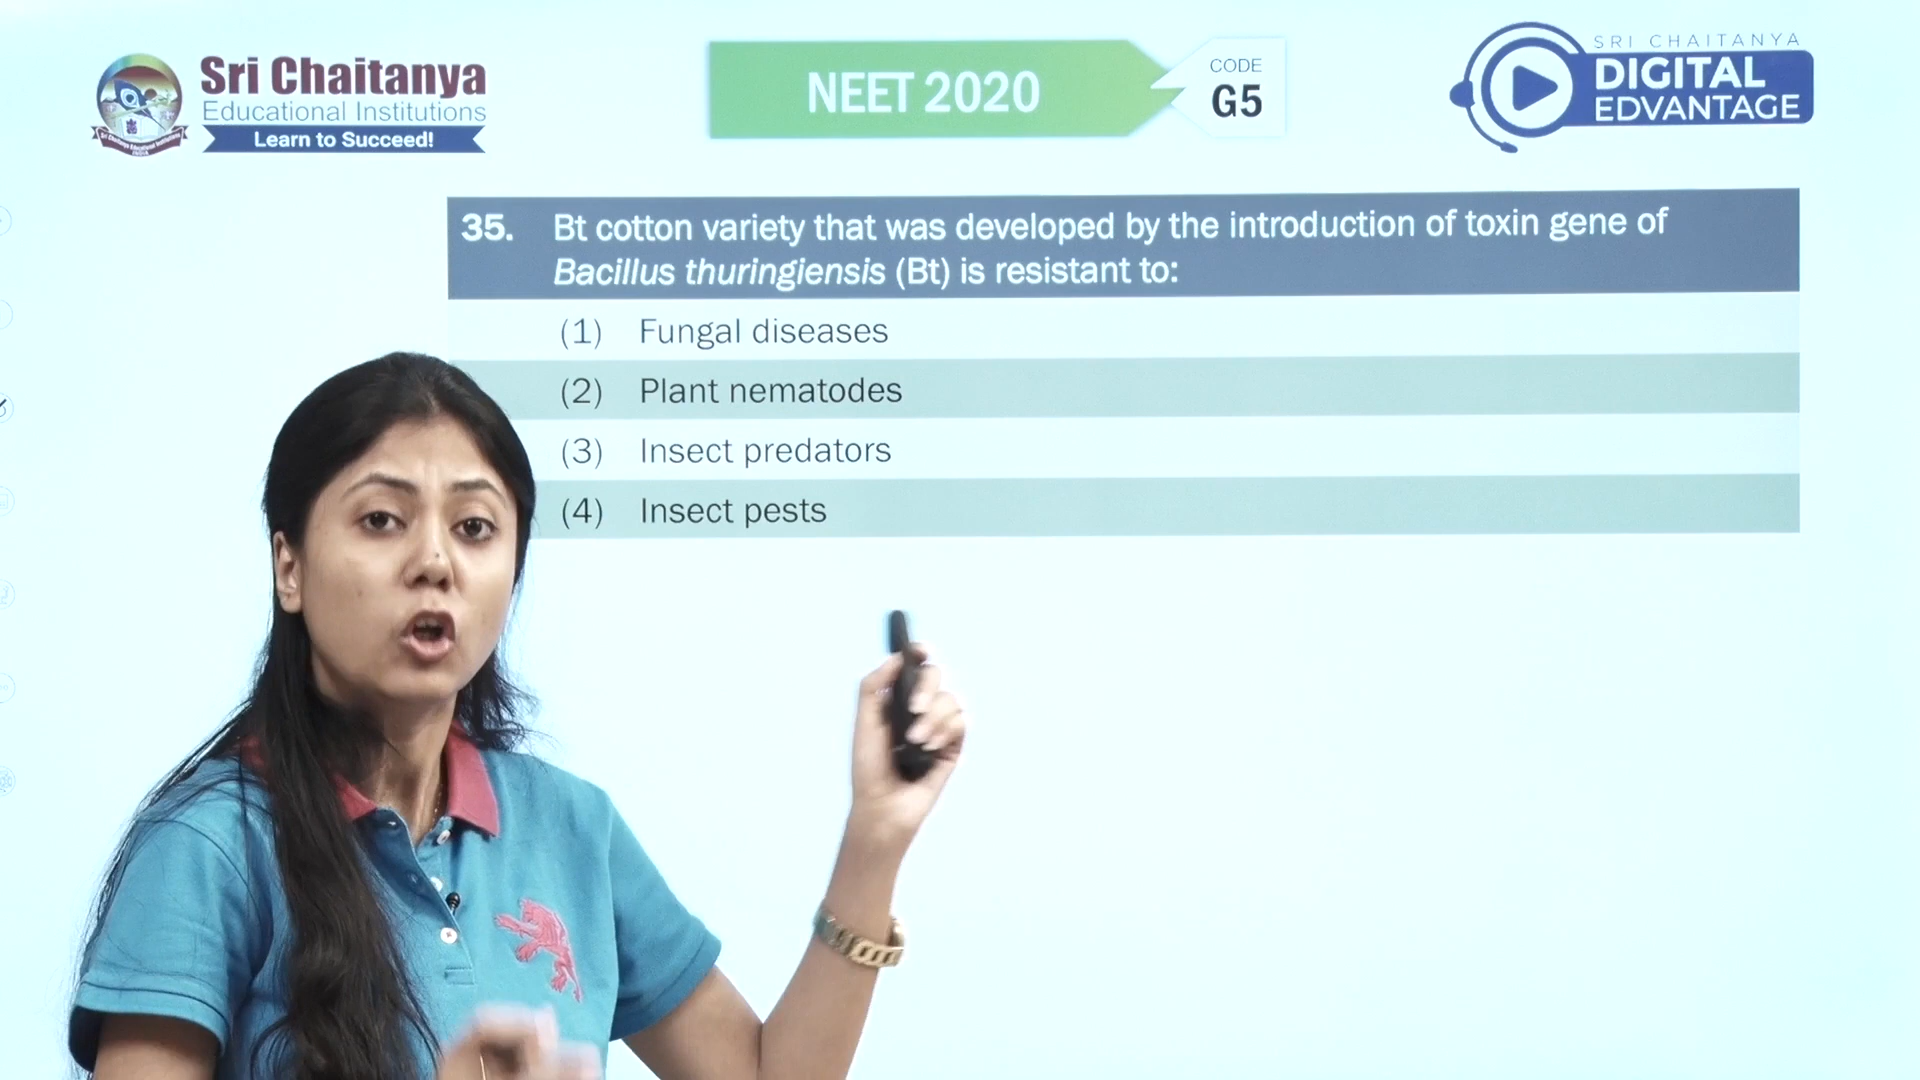 Sri Chaitanya
Educational Institutions
Learn to Succeed!
NEET 2020
CODE
G5
SRI CHAITANYA
DIGITAL
EDVANTAGE
35. Bt cotton variety that was developed by the introduction of toxin gene of
Bacillus thuringiensis (Bt) is resistant to:
(1) Fungal diseases
(2) Plant nematodes
(3) Insect predators
(4) Insect pests